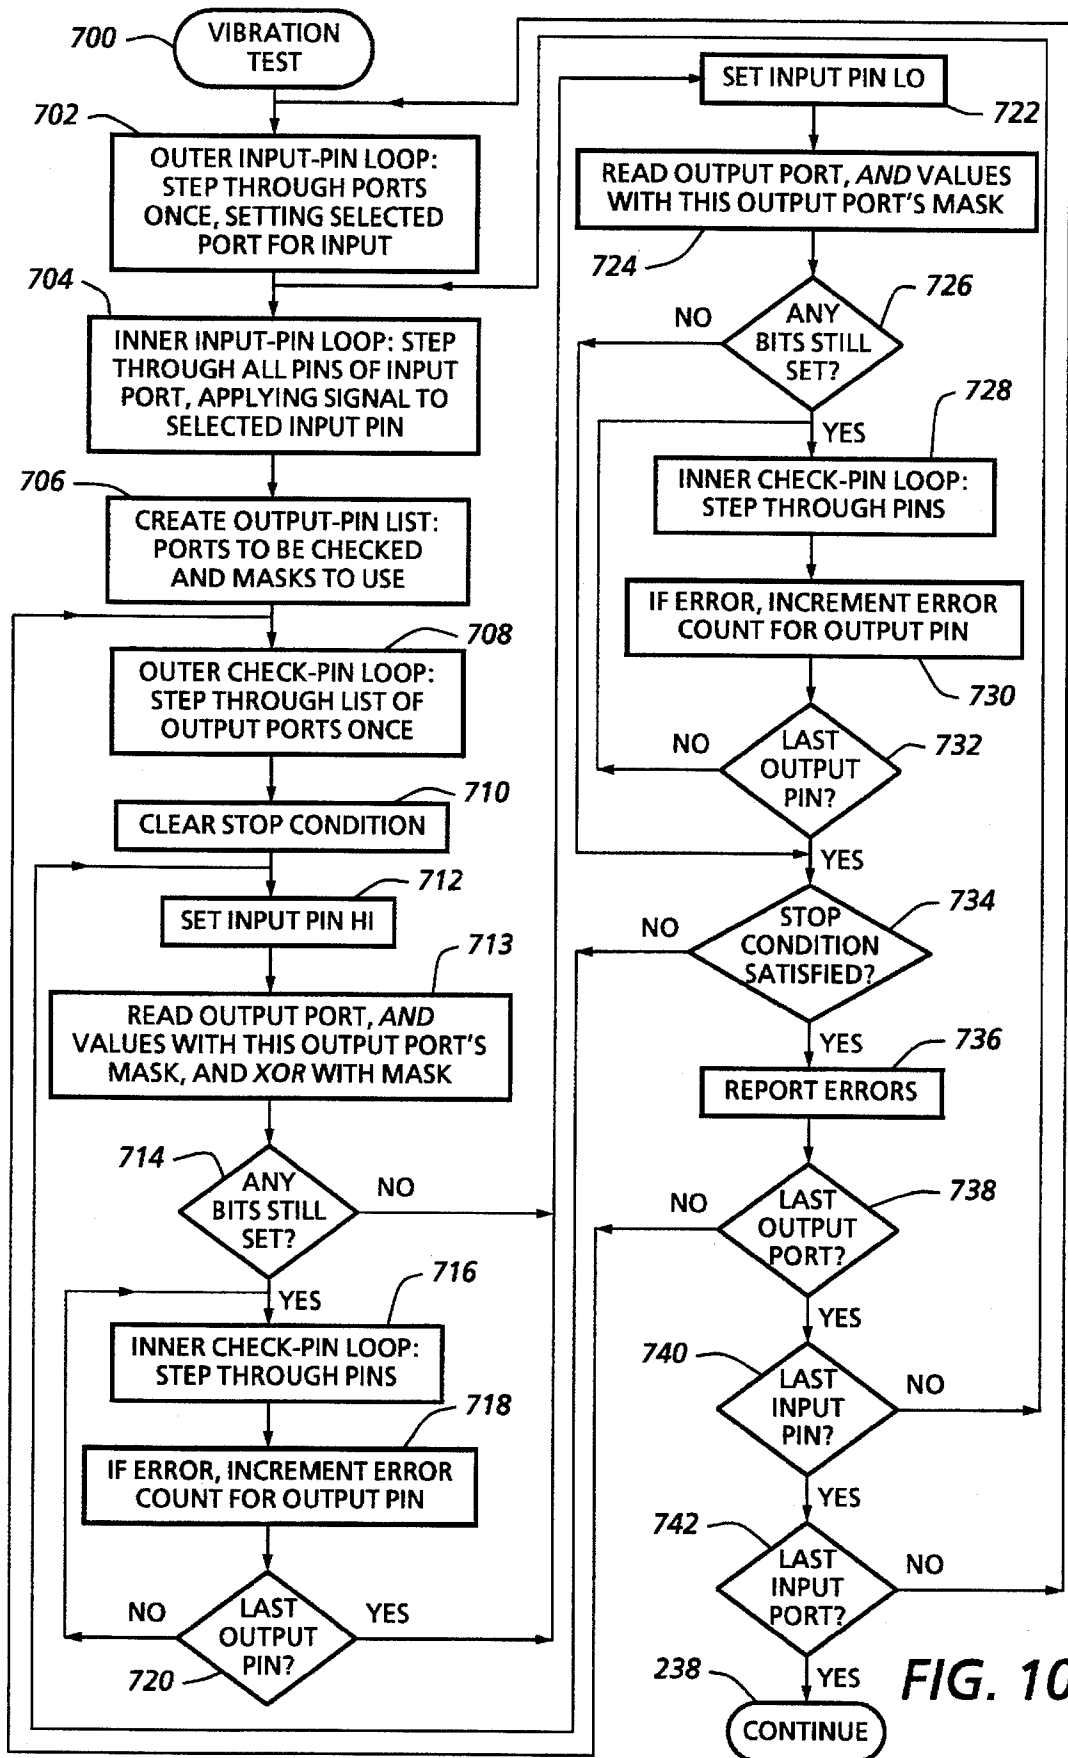 700
VIBRATION
TEST
702
OUTER INPUT-PIN LOOP:
STEP THROUGH PORTS
ONCE, SETTING SELECTED
PORT FOR INPUT
704
INNER INPUT-PIN LOOP: STEP
THROUGH ALL PINS OF INPUT
PORT, APPLYING SIGNAL TO
SELECTED INPUT PIN
706
CREATE OUTPUT-PIN LIST:
PORTS TO BE CHECKED
AND MASKS TO USE
708
OUTER CHECK-PIN LOOP:
STEP THROUGH LIST OF
OUTPUT PORTS ONCE
710
CLEAR STOP CONDITION
712
SET INPUT PIN HI
713
READ OUTPUT PORT, AND
VALUES WITH THIS OUTPUT PORT'S
MASK, AND XOR WITH MASK
714
ANY
BITS STILL
SET?
NO
YES
716
INNER CHECK-PIN LOOP:
STEP THROUGH PINS
718
IF ERROR, INCREMENT ERROR
COUNT FOR OUTPUT PIN
NO
LAST
OUTPUT
PIN?
YES
720
SET INPUT PIN LO
722
READ OUTPUT PORT, AND VALUES
WITH THIS OUTPUT PORT'S MASK
724
726
NO
ANY
BITS STILL
SET?
YES
728
INNER CHECK-PIN LOOP:
STEP THROUGH PINS
IF ERROR, INCREMENT ERROR
COUNT FOR OUTPUT PIN
730
NO
LAST
OUTPUT
PIN?
732
YES
734
NO
STOP
CONDITION
SATISFIED?
YES
736
REPORT ERRORS
738
NO
LAST
OUTPUT
PORT?
YES
740
LAST
INPUT
PIN?
NO
YES
742
LAST
INPUT
PORT?
NO
YES
238
CONTINUE
FIG. 10